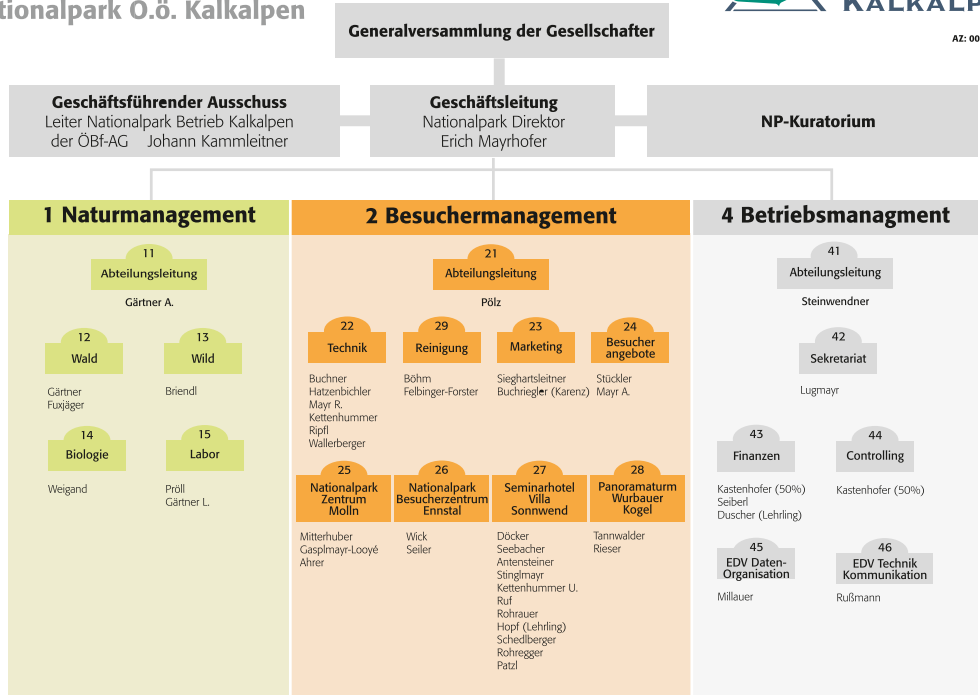 tionalpark O.ö. Kalkalpen
KALKALP
AZ: 00
Generalversammlung der Gesellschafter
Geschäftsführender Ausschuss
Leiter Nationalpark Betrieb Kalkalpen
der ÖBf-AG Johann Kammleitner
Geschäftsleitung
Nationalpark Direktor
Erich Mayrhofer
NP-Kuratorium
1 Naturmanagement
11
Abteilungsleitung
Gärtner A.
12
Wald
Gärtner
Fuxjäger
13
Wild
Briendl
14
Biologie
Weigand
15
Labor
Pröll
Gärtner L.
2 Besuchermanagement
21
Abteilungsleitung
Pölz
22
Technik
Buchner
Hatzenbichler
Mayr R.
Kettenhummer
Ripfl
Wallerberger
29
Reinigung
Böhm
Felbinger-Forster
23
Marketing
Sieghartsleitner
Buchriegler (Karenz)
24
Besucher
angebote
Stückler
Mayr A.
25
Nationalpark
Zentrum
Molln
Mitterhuber
Gasplmayr-Looyé
Ahrer
26
Nationalpark
Besucherzentrum
Ennstal
Wick
Seiler
27
Seminarhotel
Villa
Sonnwend
Döcker
Seebacher
Antensteiner
Stinglmayr
Kettenhummer U.
Ruf
Rohrauer
Hopf (Lehrling)
Schedlberger
Rohregger
Patzl
28
Panoramaturm
Wurbauer
Kogel
Tannwalder
Rieser
4 Betriebsmanagment
41
Abteilungsleitung
Steinwendner
42
Sekretariat
Lugmayr
43
Finanzen
Kastenhofer (50%)
Seiberl
Duscher (Lehrling)
44
Controlling
Kastenhofer (50%)
45
EDV Daten-
Organisation
Millauer
46
EDV Technik
Kommunikation
Rußmann